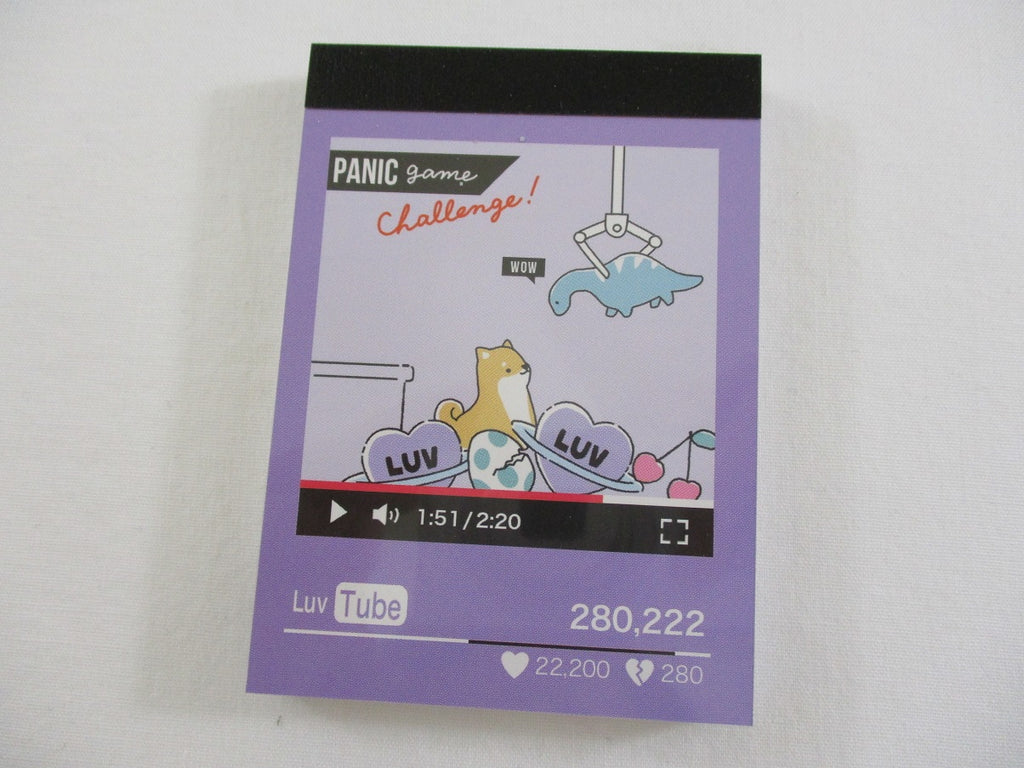 PANIC game
Challenge!
WOW
LUV
LUV
1:51/2:20
Luv Tube
280,222
22,200 280